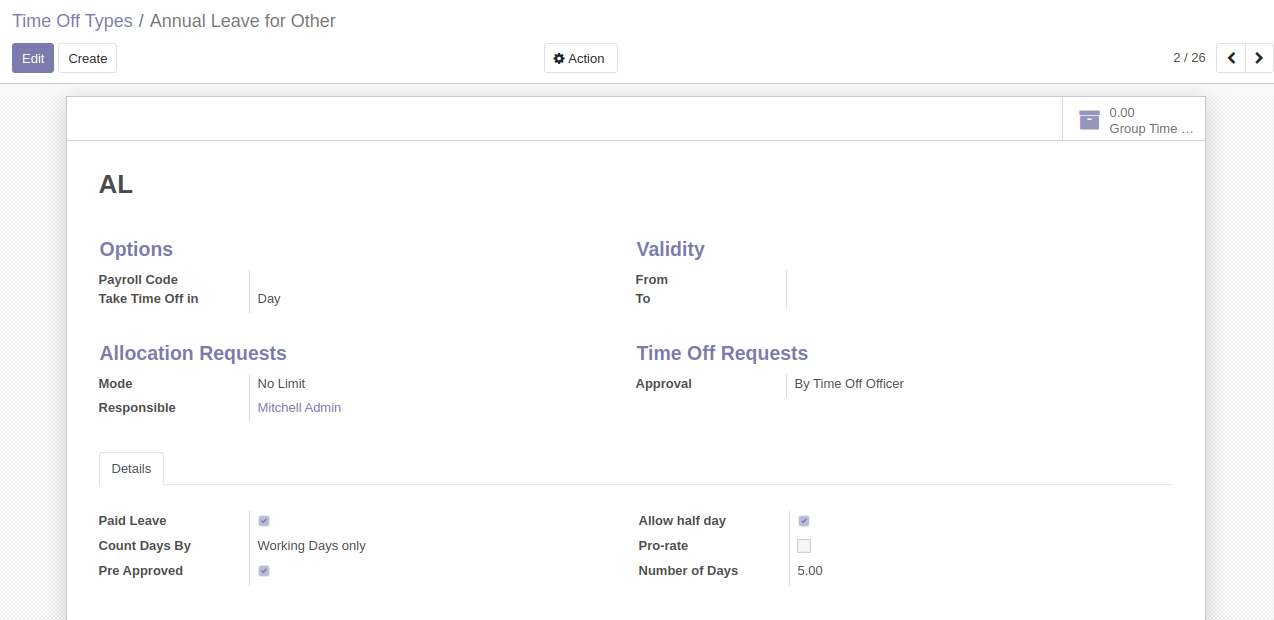 Time Off Types / Annual Leave for Other
Edit Create Action 2 / 26
0.00
Group Time ...
AL
Options
Payroll Code
Take Time Off in Day
Validity
From
To
Allocation Requests
Mode No Limit
Responsible Mitchell Admin
Time Off Requests
Approval By Time Off Officer
Details
Paid Leave
Count Days By Working Days only
Pre Approved
Allow half day
Pro-rate
Number of Days 5.00